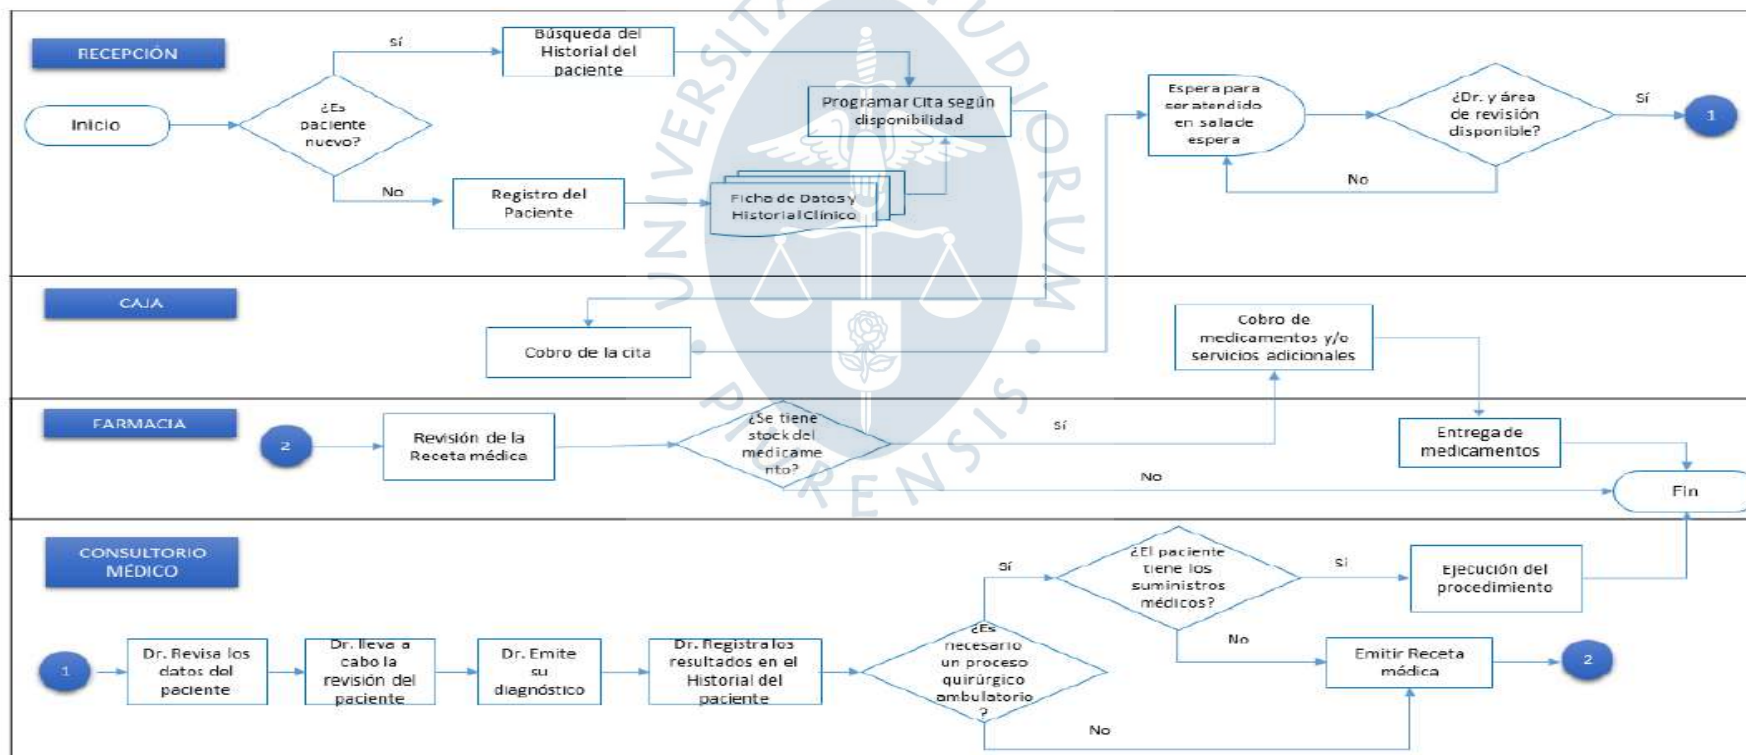 RECEPCIÓN
Inicio
¿Es
paciente
nuevo?
Sí
Búsqueda del
Historial del
paciente
No
Registro del
Paciente
Ficha de Datos y
Historial Clínico
Programar Cita según
disponibilidad
Espera para
ser atendido
en sala de
espera
¿Dr. y área
de revisión
disponible?
Sí
1
No
CAJA
Cobro de la cita
Cobro de
medicamentos y/o
servicios adicionales
FARMACIA
2
Revisión de la
Receta médica
¿Se tiene
stock del
medicame
nto?
Sí
No
Entrega de
medicamentos
Fin
CONSULTORIO
MÉDICO
1
Dr. Revisa los
datos del
paciente
Dr. lleva a
cabo la
revisión del
paciente
Dr. Emite
su
diagnóstico
Dr. Registra los
resultados en el
Historial del
paciente
¿Es
necesario
un proceso
quirúrgico
ambulatorio
?
Sí
No
¿El paciente
tiene los
suministros
médicos?
Sí
No
Ejecución del
procedimiento
Emitir Receta
médica
2
UNIVERSITAS STUDIORUM
PIURENSIS